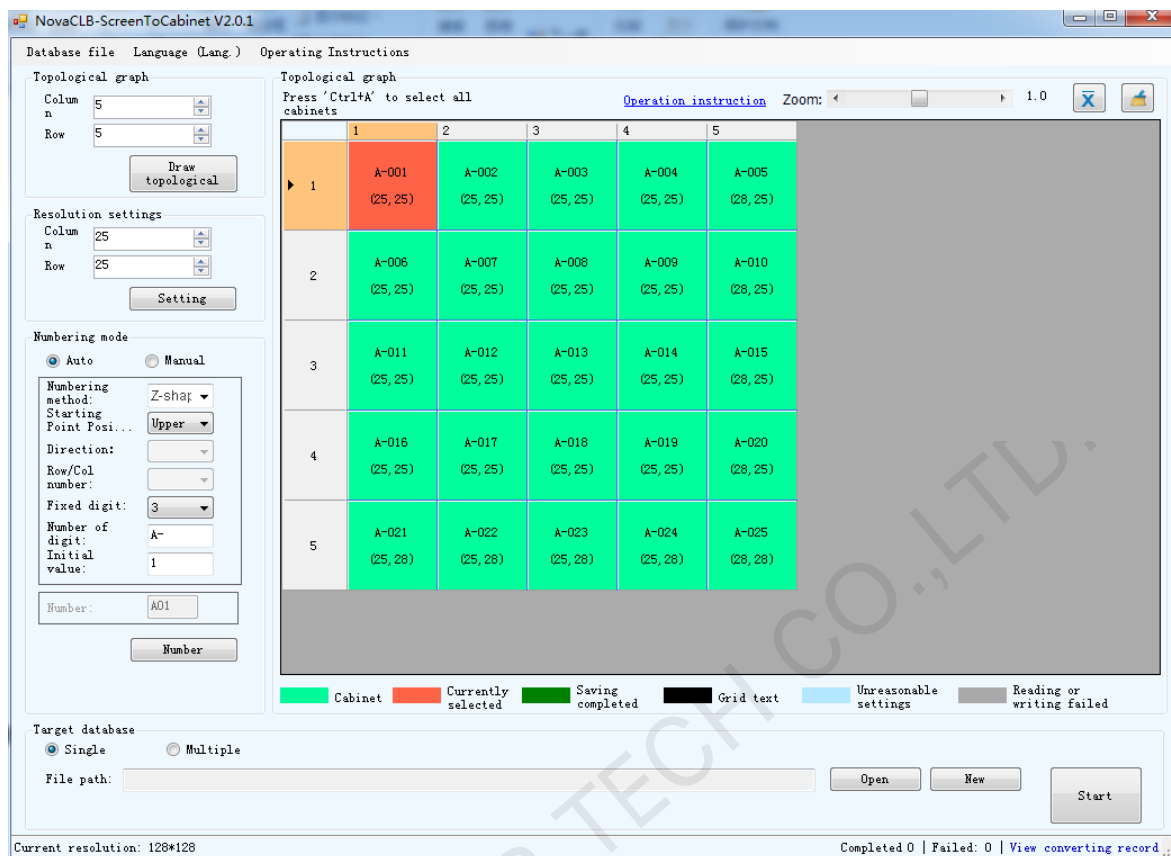 NovaCLB-ScreenToCabinet V2.0.1
Database file Language (Lang.) Operating Instructions
Topological graph
Colum
n
5
Row 5
Draw
topological
Resolution settings
Colum
n
25
Row 25
Setting
Numbering mode
Auto Manual
Numbering
method:
Z-shap
Starting
Point Posi...
Upper
Direction:
Row/Col
number:
Fixed digit: 3
Number of
digit:
A-
Initial
value:
1
Number: A01
Number
Topological graph
Press 'Ctrl+A' to select all
cabinets
Operation instruction Zoom: 1.0
x
1 2 3 4 5
1
A-001 A-002 A-003 A-004 A-005
(25, 25) (25, 25) (25, 25) (25, 25) (28, 25)
2
A-006 A-007 A-008 A-009 A-010
(25, 25) (25, 25) (25, 25) (25, 25) (28, 25)
3
A-011 A-012 A-013 A-014 A-015
(25, 25) (25, 25) (25, 25) (25, 25) (28, 25)
4
A-016 A-017 A-018 A-019 A-020
(25, 25) (25, 25) (25, 25) (25, 25) (28, 25)
5
A-021 A-022 A-023 A-024 A-025
(25, 28) (25, 28) (25, 28) (25, 28) (28, 28)
Cabinet
Currently
selected
Saving
completed
Grid text
Unreasonable
settings
Reading or
writing failed
Target database
Single Multiple
File path: Open New
Start
Current resolution: 128*128 Completed 0 | Failed: 0 | View converting record
TECH CO.,LTD.